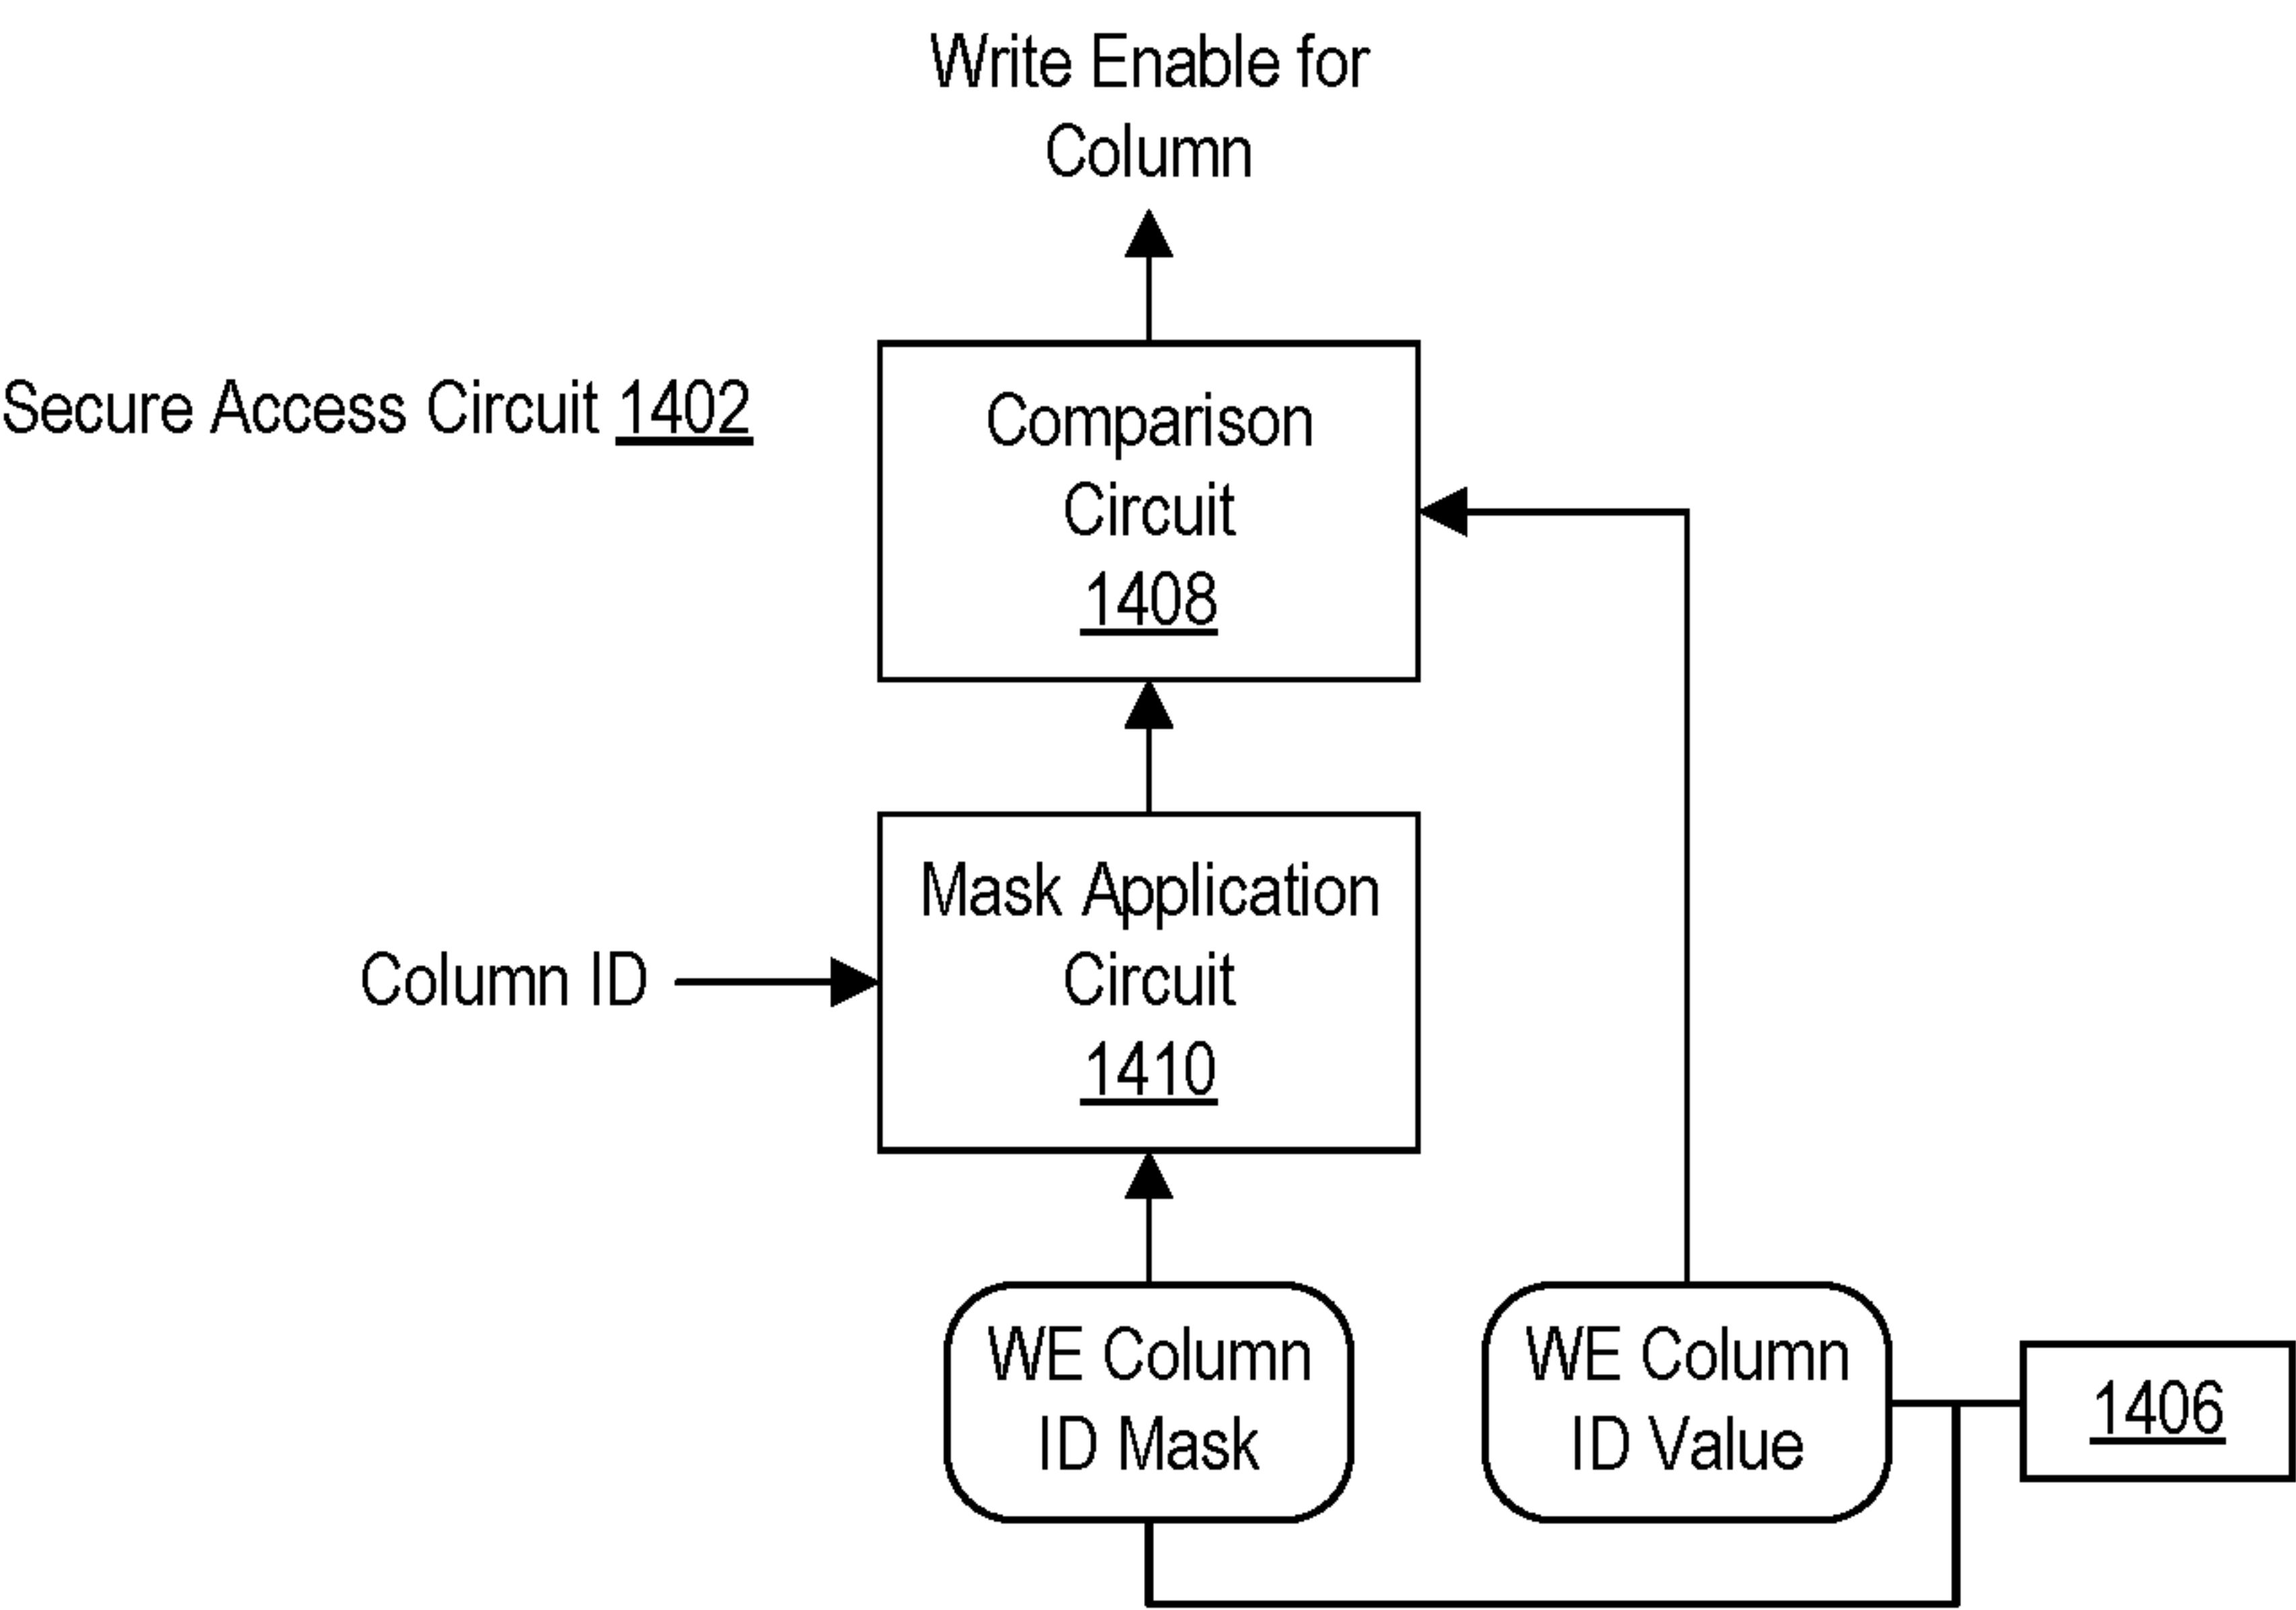 Write Enable for
Column
Secure Access Circuit 1402
Comparison
Circuit
1408
Mask Application
Circuit
1410
Column ID
WE Column
ID Mask
WE Column
ID Value
1406